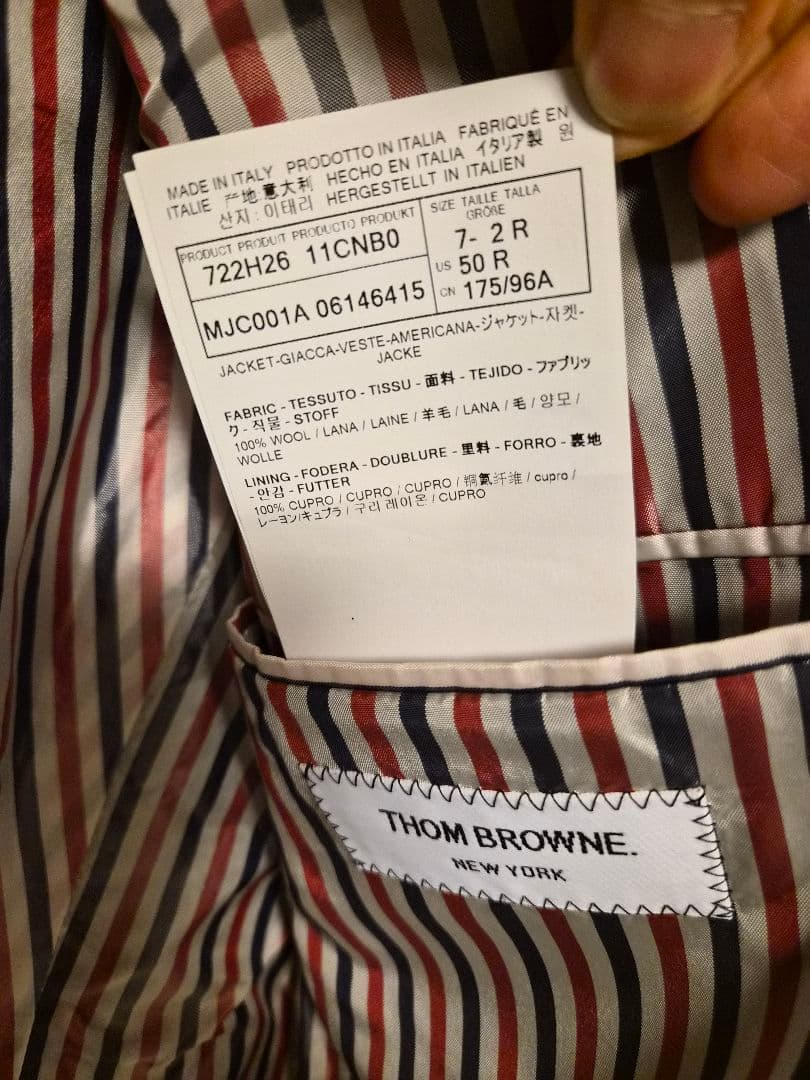 MADE IN ITALY PRODOTTO IN ITALIA FABRIQUÉ EN
ITALIE 产地:意大利 HECHO EN ITALIA イタリア製 원
산지 : 이태리 HERGESTELLT IN ITALIEN
PRODUCT PRODUIT PRODUCTO PRODUKT
722H26 11CNB0
MJC001A 06146415
SIZE TAILLE TALLA
GRÖßE
7- 2 R
US 50 R
CN 175/96A
JACKET-GIACCA-VESTE-AMERICANA-ジャケット-자켓-
JACKE
FABRIC - TESSUTO - TISSU - 面料 - TEJIDO - ファブリッ
ク - 직물 - STOFF
100% WOOL / LANA / LAINE / 羊毛 / LANA / 毛 / 양모 /
WOLLE
LINING - FODERA - DOUBLURE - 里料 - FORRO - 裏地
- 안감 - FUTTER
100% CUPRO / CUPRO / CUPRO / 铜氨纤维 / cupro /
レーヨン/キュプラ / 구리 레이온 / CUPRO
THOM BROWNE.
NEW YORK